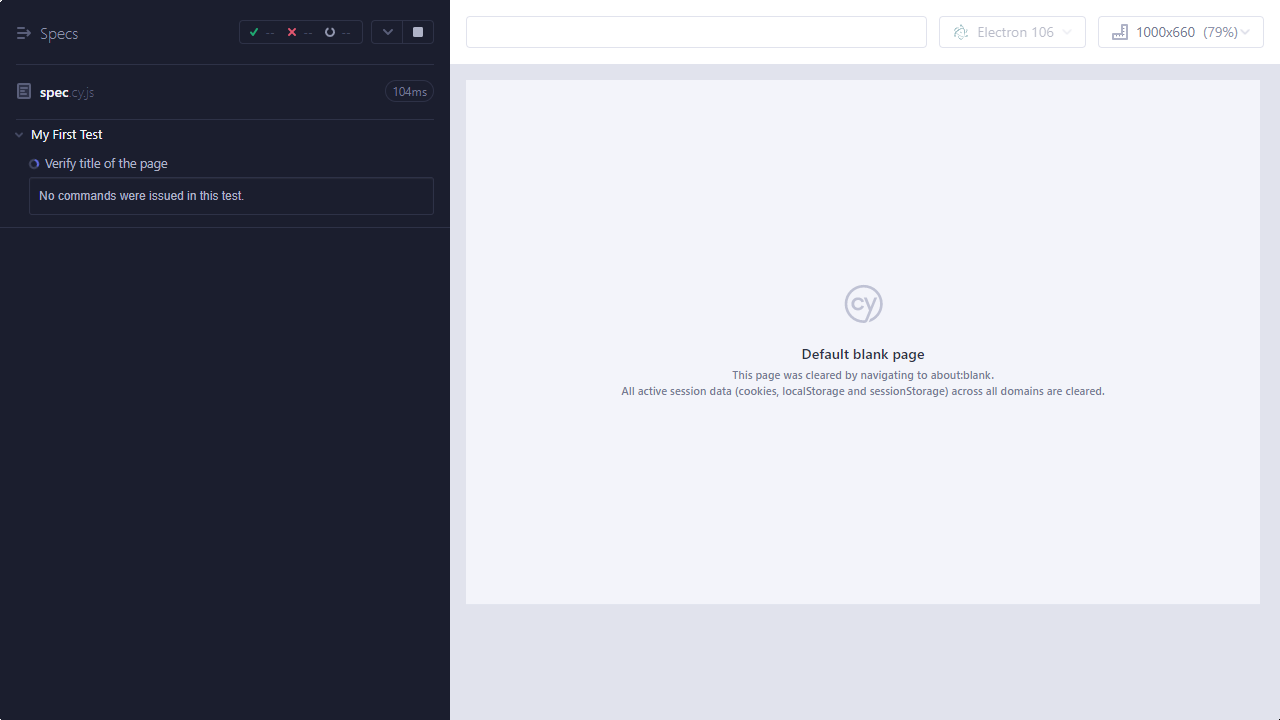 Specs
--
--
--
Electron 106
1000x660 (79%)
spec.cy.js
104ms
My First Test
Verify title of the page
No commands were issued in this test.
cy
Default blank page
This page was cleared by navigating to about:blank.
All active session data (cookies, localStorage and sessionStorage) across all domains are cleared.